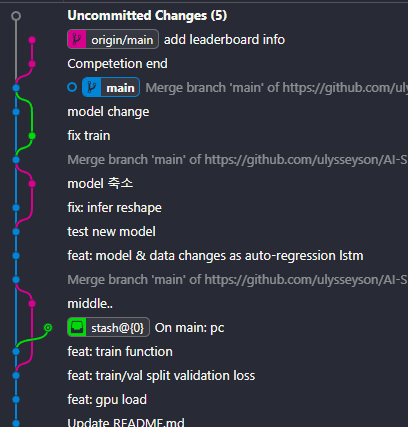 Uncommitted Changes (5)
origin/main add leaderboard info
Competetion end
main Merge branch 'main' of https://github.com/ulys
model change
fix train
Merge branch 'main' of https://github.com/ulysseyson/AI-S
model 축소
fix: infer reshape
test new model
feat: model & data changes as auto-regression lstm
Merge branch 'main' of https://github.com/ulysseyson/AI-S
middle..
stash@{0} On main: pc
feat: train function
feat: train/val split validation loss
feat: gpu load
Update README.md